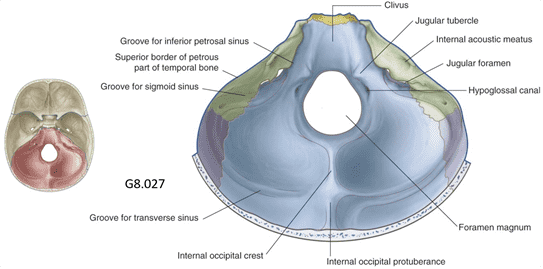 Clivus
Jugular tubercle
Groove for inferior petrosal sinus
Internal acoustic meatus
Superior border of petrous
part of temporal bone
Jugular foramen
Groove for sigmoid sinus
Hypoglossal canal
G8.027
Groove for transverse sinus
Foramen magnum
Internal occipital crest
Internal occipital protuberance